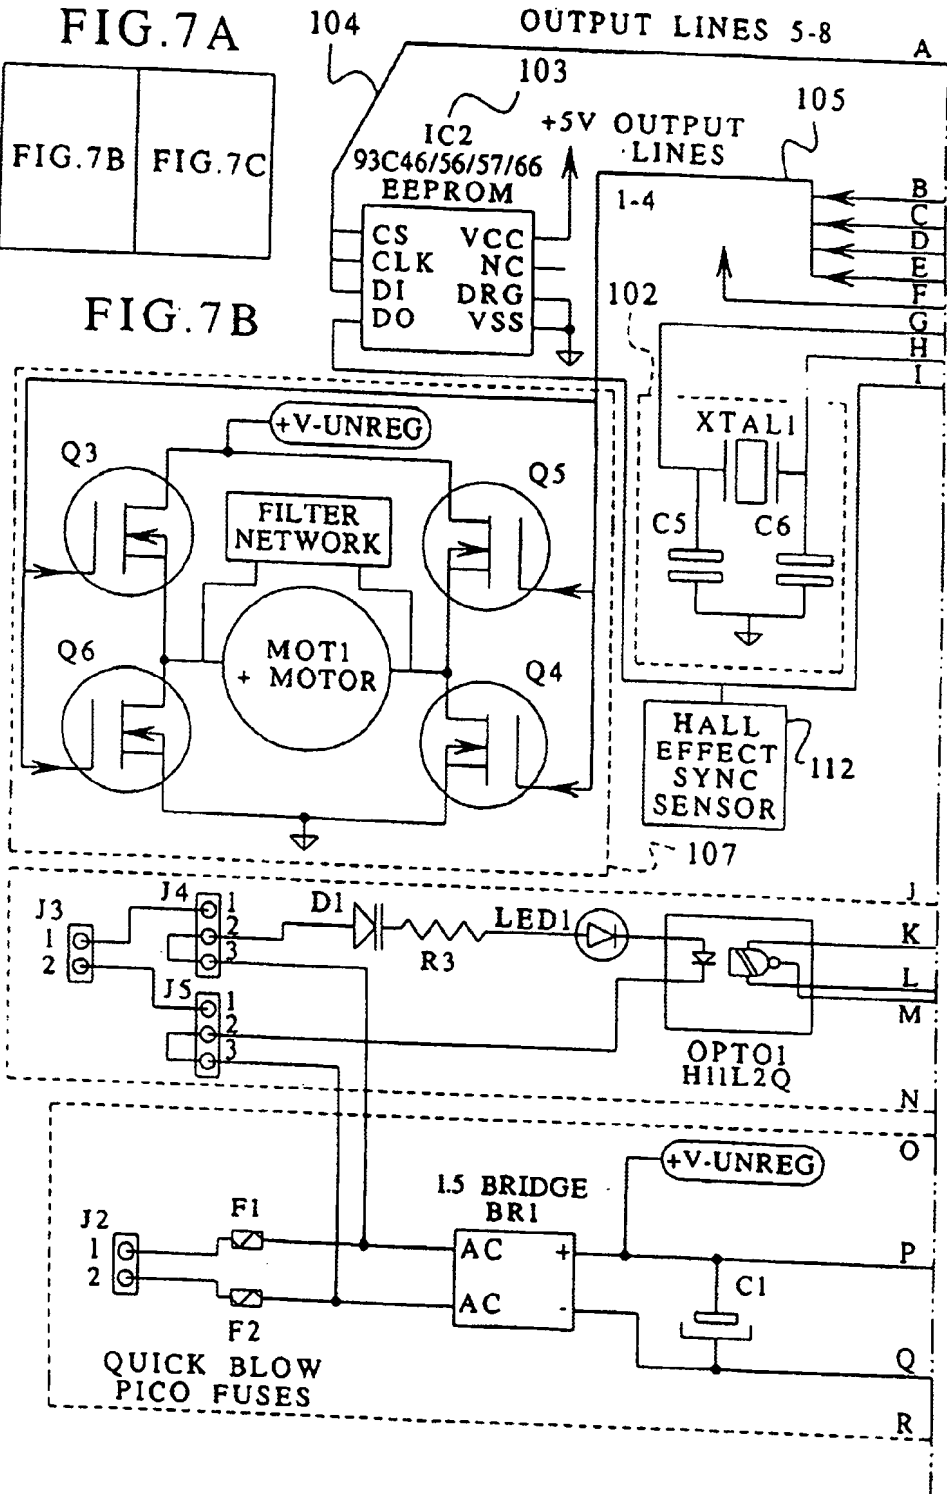 FIG.7A
104
OUTPUT LINES 5-8
A
FIG.7B
FIG.7C
103
IC2
93C46/56/57/66
EEPROM
+5V
OUTPUT
LINES
105
1-4
CS
CLK
DI
DO
VCC
NC
DRG
VSS
B
C
D
E
F
G
H
I
102
FIG.7B
XTAL1
C5
C6
+V-UNREG
Q3
Q5
FILTER
NETWORK
Q6
MOT1
+ MOTOR
Q4
HALL
EFFECT
SYNC
SENSOR
112
107
J
J3
1
2
J4
1
2
3
D1
R3
LED1
K
L
M
J5
1
2
3
OPTO1
H11L2Q
N
O
+V-UNREG
1.5 BRIDGE
BR1
J2
1
2
F1
AC
+
AC
-
P
C1
F2
Q
QUICK BLOW
PICO FUSES
R